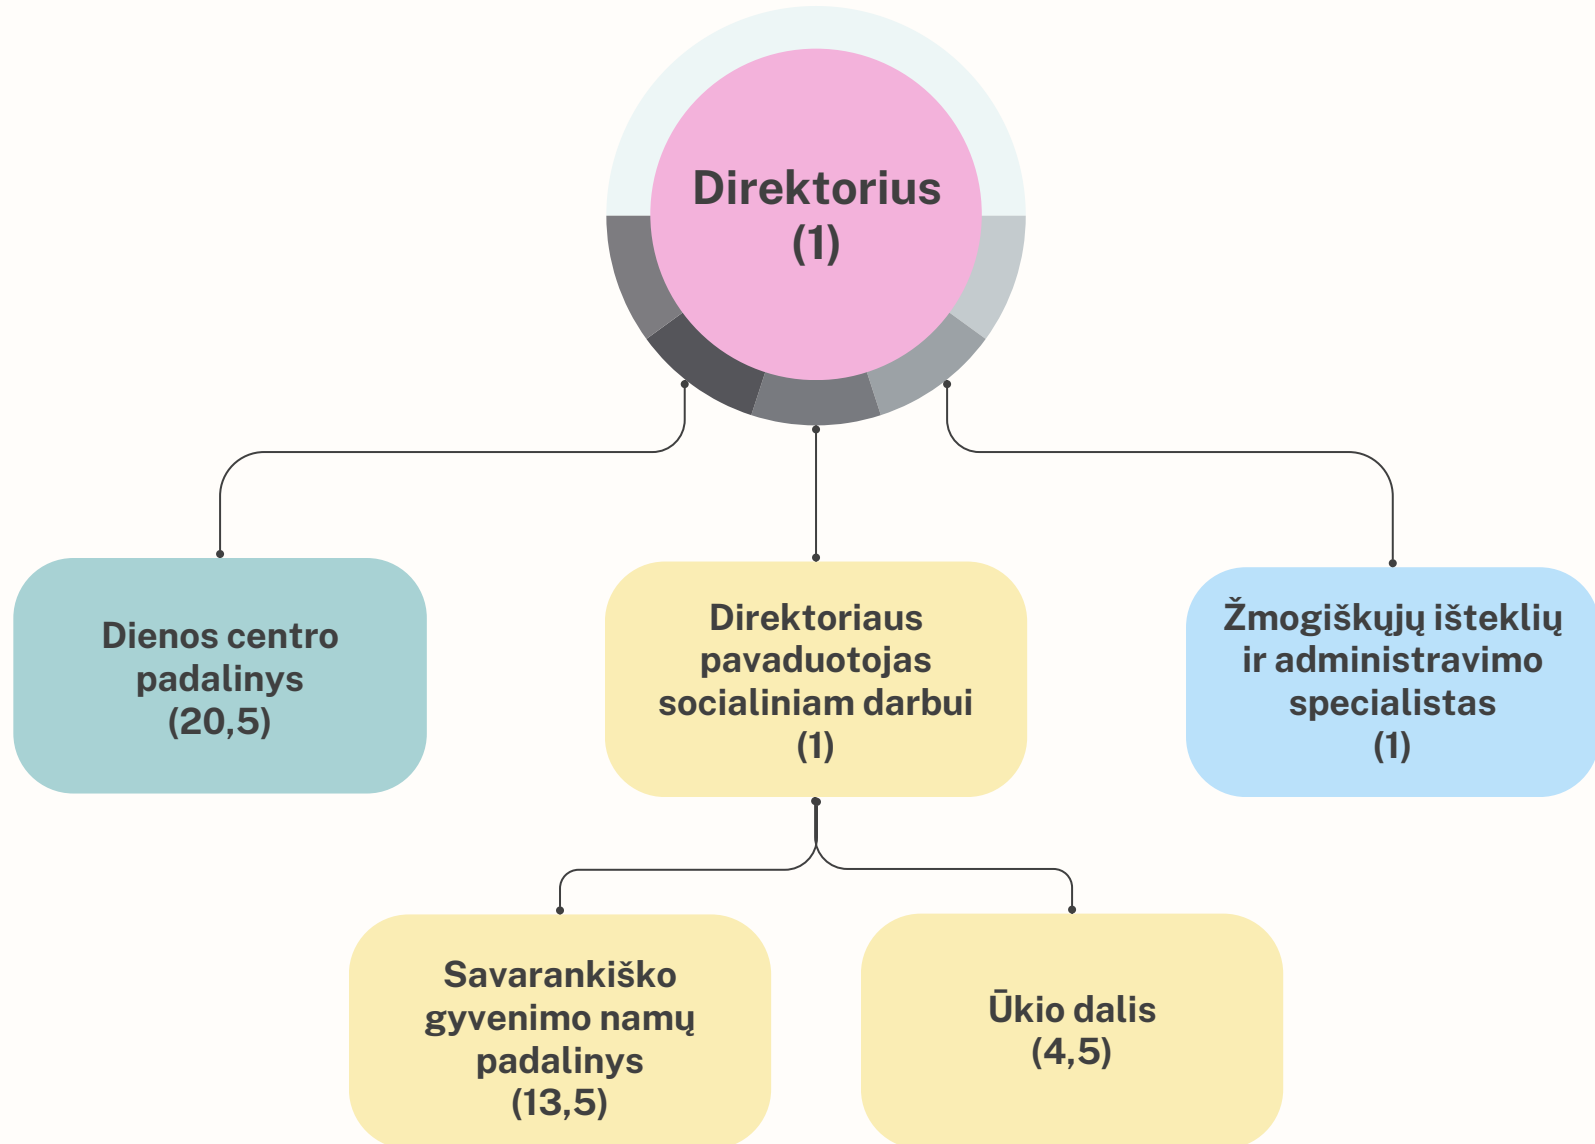 Direktorius
(1)
Dienos centro
padalinys
(20,5)
Direktoriaus
pavaduotojas
socialiniam darbui
(1)
Žmogiškųjų išteklių
ir administravimo
specialistas
(1)
Savarankiško
gyvenimo namų
padalinys
(13,5)
Ūkio dalis
(4,5)